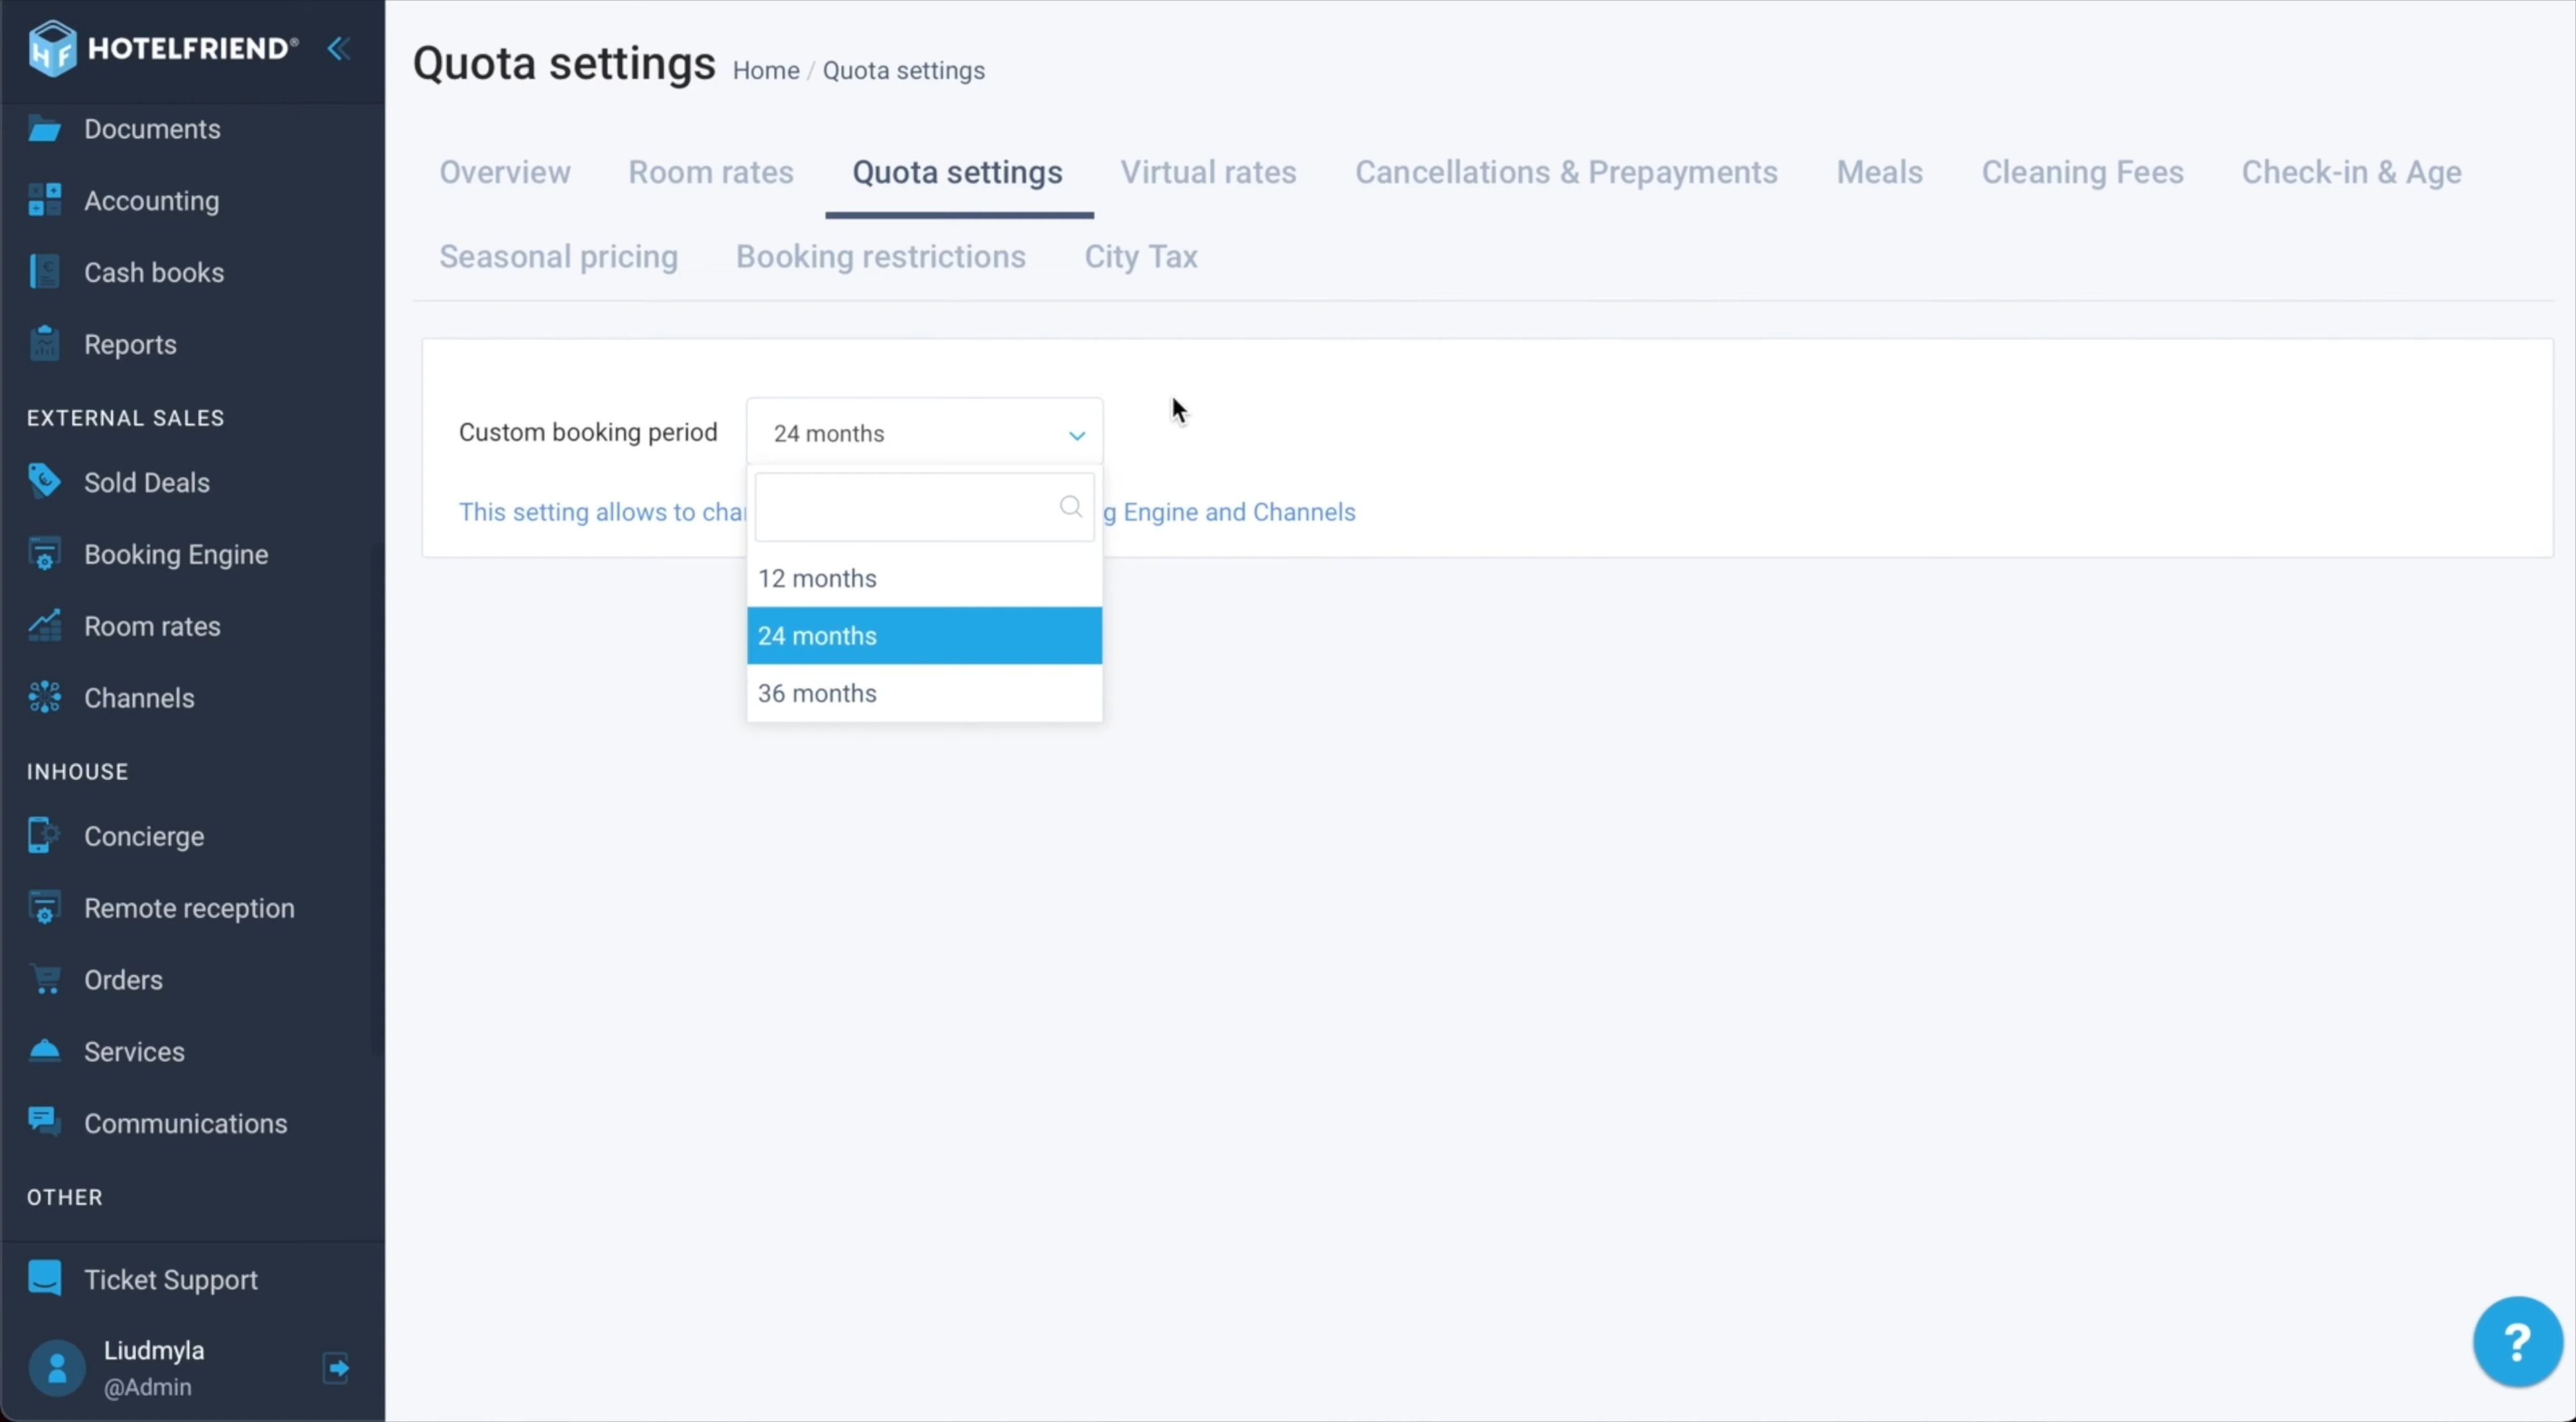 HOTELFRIEND®
Documents
Accounting
Cash books
Reports
EXTERNAL SALES
Sold Deals
Booking Engine
Room rates
Channels
INHOUSE
Concierge
Remote reception
Orders
Services
Communications
OTHER
Ticket Support
Liudmyla
@Admin
Quota settings Home / Quota settings
Overview Room rates Quota settings Virtual rates Cancellations & Prepayments Meals Cleaning Fees Check-in & Age
Seasonal pricing Booking restrictions City Tax
Custom booking period 24 months
This setting allows to Engine and Channels
12 months
24 months
36 months
?